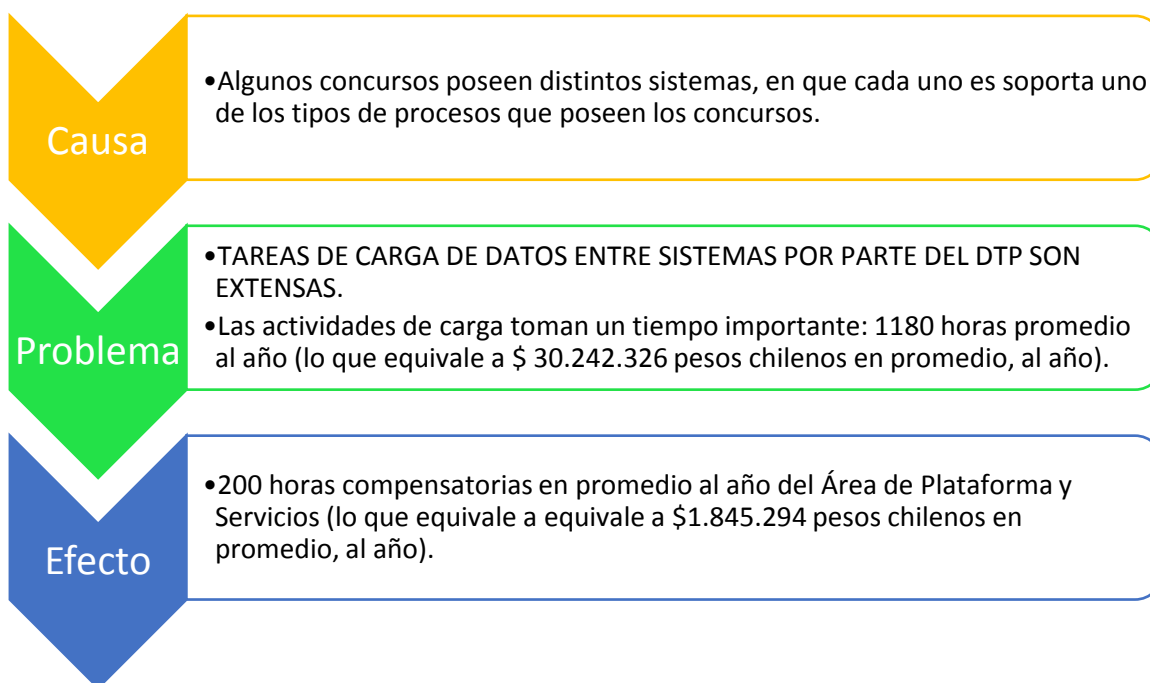 Causa
•Algunos concursos poseen distintos sistemas, en que cada uno es soporta uno
de los tipos de procesos que poseen los concursos.
Problema
•TAREAS DE CARGA DE DATOS ENTRE SISTEMAS POR PARTE DEL DTP SON
EXTENSAS.
•Las actividades de carga toman un tiempo importante: 1180 horas promedio
al año (lo que equivale a $ 30.242.326 pesos chilenos en promedio, al año).
Efecto
•200 horas compensatorias en promedio al año del Área de Plataforma y
Servicios (lo que equivale a equivale a $1.845.294 pesos chilenos en
promedio, al año).